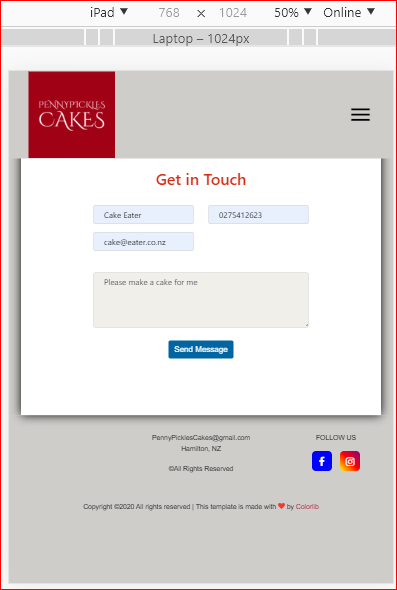 iPad ▼ 768 × 1024 50% ▼ Online ▼
Laptop – 1024px
PENNYPICKLES
CAKES
Get in Touch
Cake Eater 0275412623
cake@eater.co.nz
Please make a cake for me
Send Message
PennyPicklesCakes@gmail.com FOLLOW US
Hamilton, NZ
©All Rights Reserved
Copyright ©2020 All rights reserved | This template is made with ❤ by Colorlib